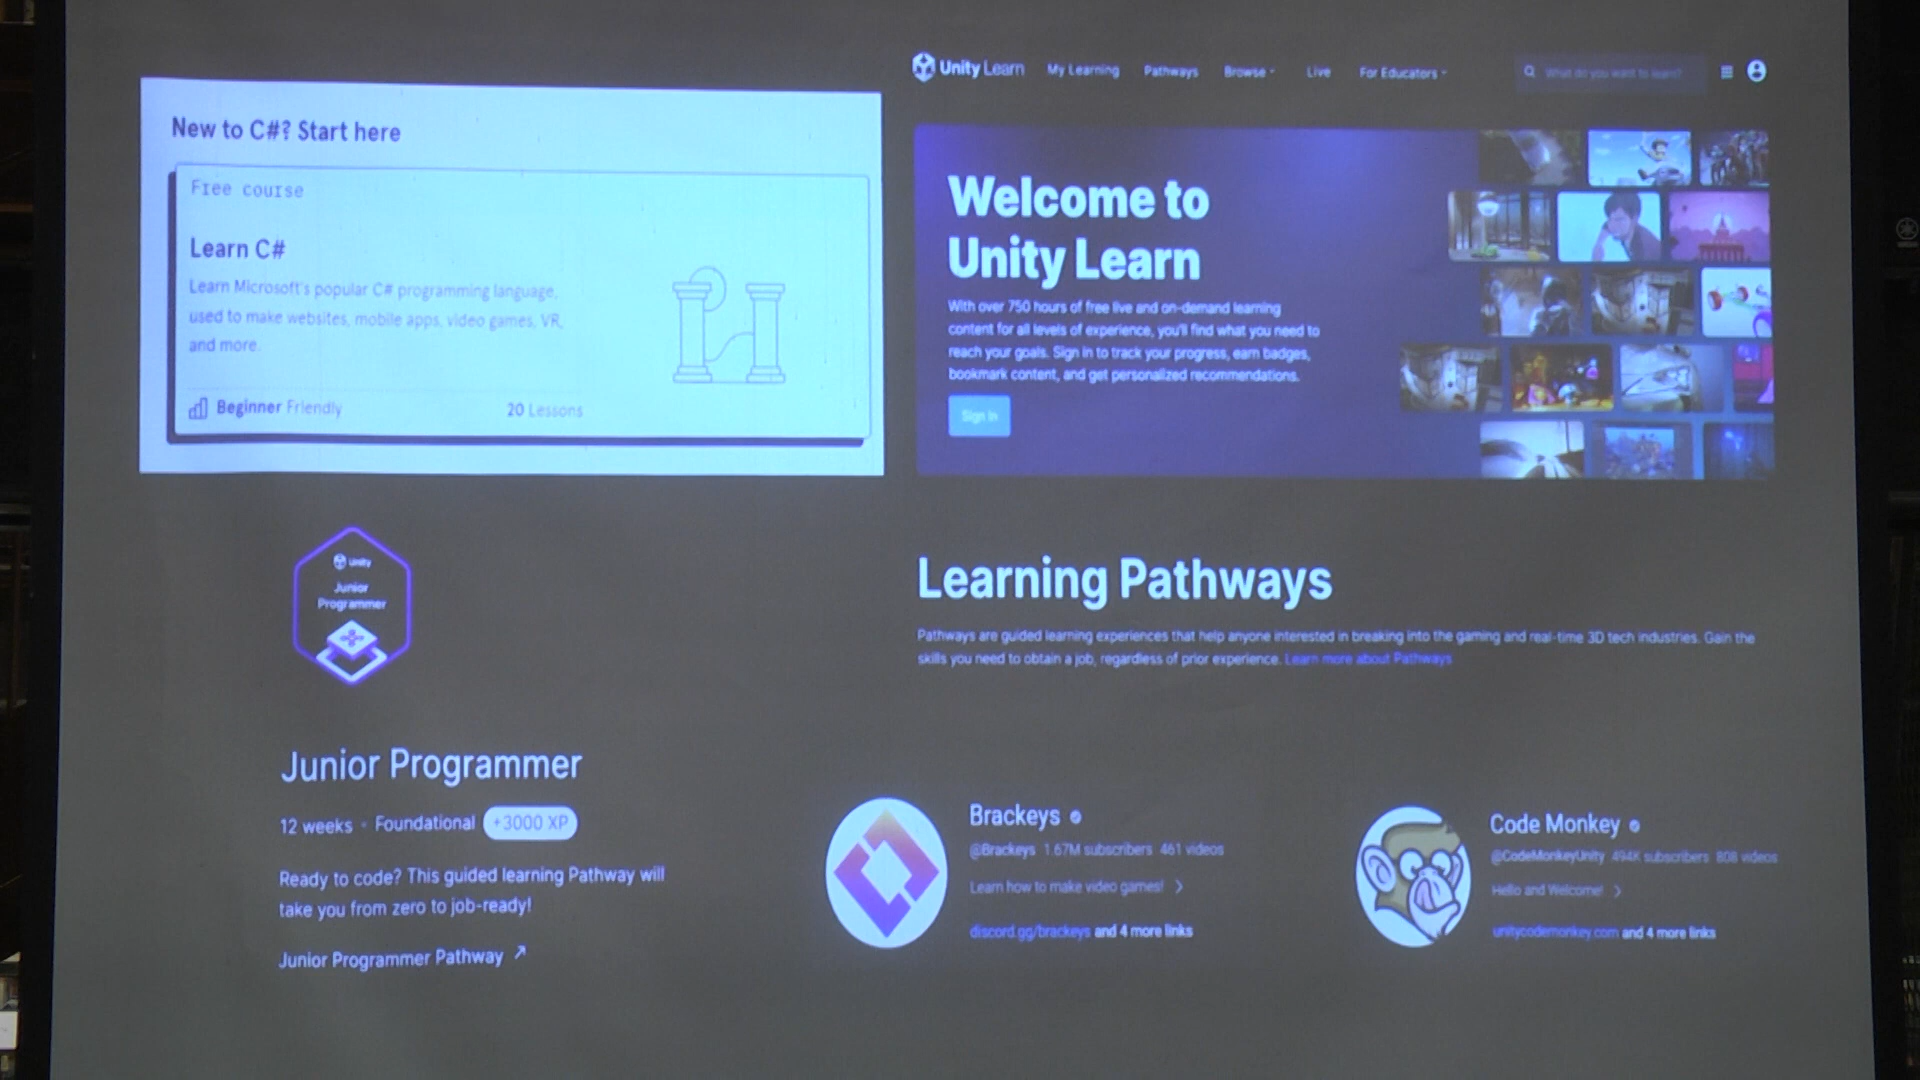 New to C#? Start here
Free course
Learn C#
Learn Microsoft's popular C# programming language,
used to make websites, mobile apps, video games, VR,
and more.
Beginner Friendly
20 Lessons
Unity Learn
My Learning
Pathways
Browse
Live
For Educators
What do you want to learn?
Welcome to
Unity Learn
With over 750 hours of free live and on-demand learning
content for all levels of experience, you'll find what you need to
reach your goals. Sign in to track your progress, earn badges,
bookmark content, and get personalized recommendations.
Sign in
Unity
Junior
Programmer
Junior Programmer
12 weeks • Foundational +3000 XP
Ready to code? This guided learning Pathway will
take you from zero to job-ready!
Junior Programmer Pathway ↗
Learning Pathways
Pathways are guided learning experiences that help anyone interested in breaking into the gaming and real-time 3D tech industries. Gain the
skills you need to obtain a job, regardless of prior experience. Learn more about Pathways
Brackeys
@Brackeys 1.67M subscribers 461 videos
Learn how to make video games! >
discord.gg/brackeys and 4 more links
Code Monkey
@CodeMonkeyUnity 494K subscribers 808 videos
Hello and Welcome! >
unitycodemonkey.com and 4 more links